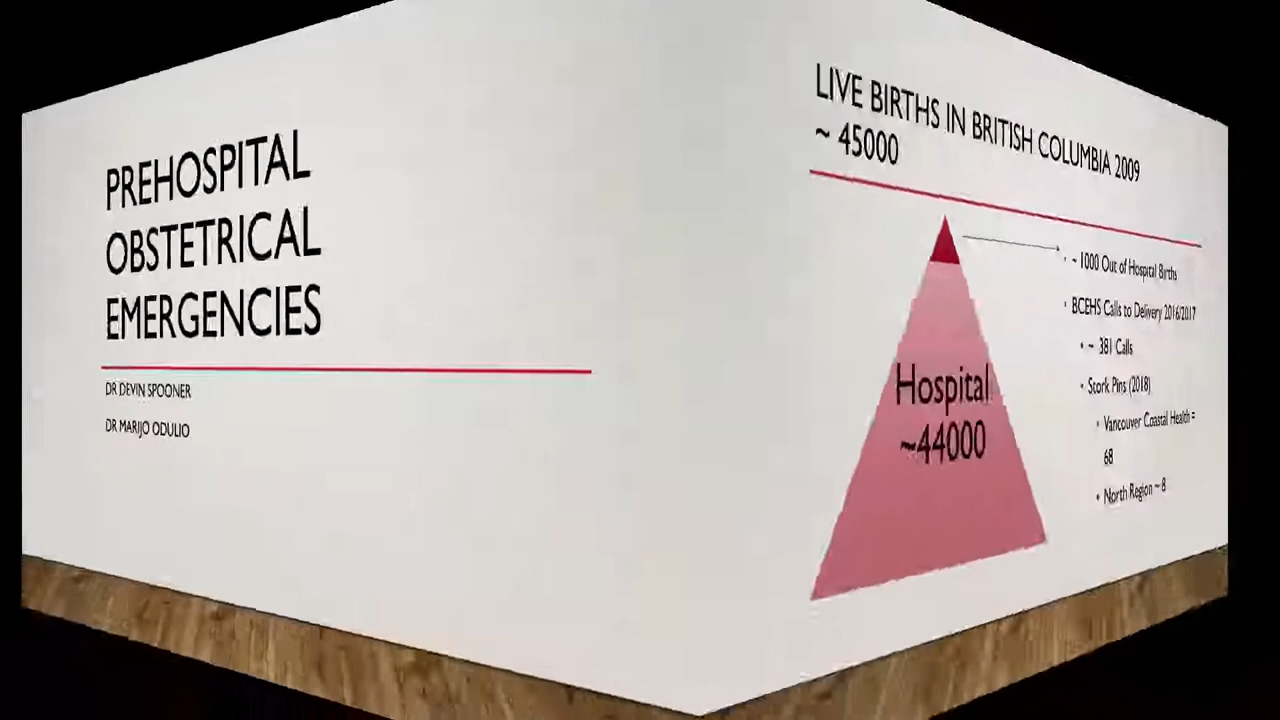 PREHOSPITAL
OBSTETRICAL
EMERGENCIES
DR DEVIN SPOONER
DR MARIJO ODULIO
LIVE BIRTHS IN BRITISH COLUMBIA 2009
~ 45000
Hospital
~44000
~ 1000 Out of Hospital Births
BCEHS Calls to Delivery 2016/2017
~ 381 Calls
Stork Pins (2018)
Vancouver Coastal Health =
68
North Region ~ 8